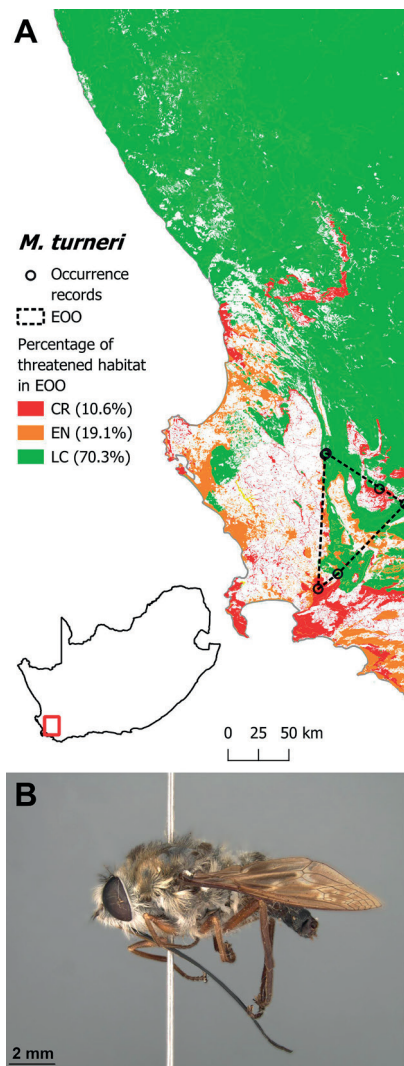 A
M. turneri
Occurrence
records
EOO
Percentage of
threatened habitat
in EOO
CR (10.6%)
EN (19.1%)
LC (70.3%)
0 25 50 km
B
2 mm